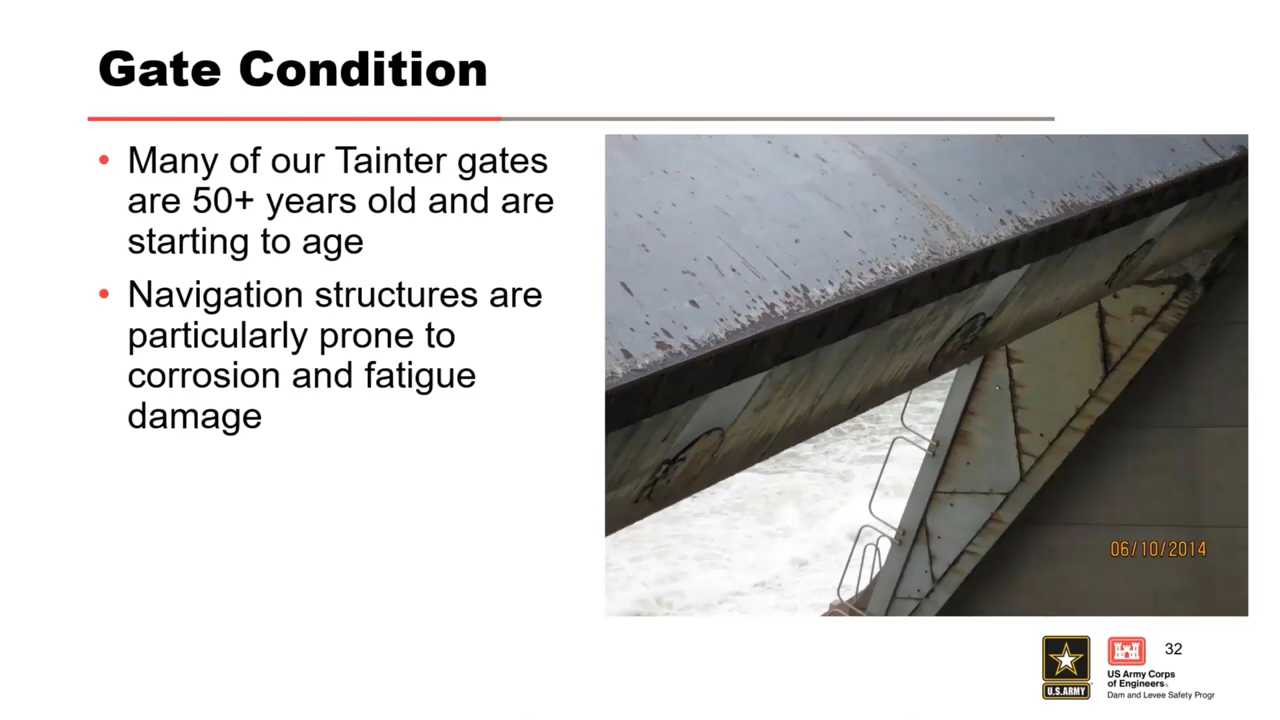 Gate Condition
• Many of our Tainter gates
are 50+ years old and are
starting to age
• Navigation structures are
particularly prone to
corrosion and fatigue
damage
06/10/2014
32
U.S.ARMY
US Army Corps
of Engineers®
Dam and Levee Safety Progr